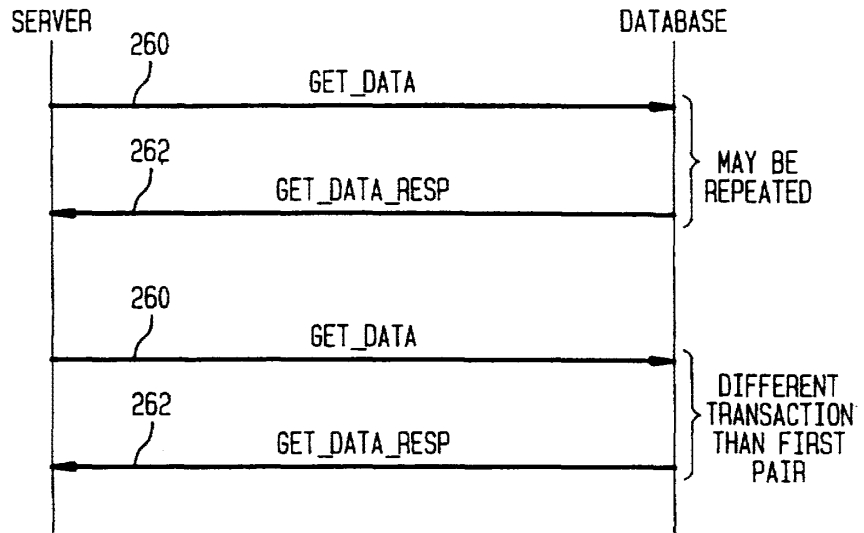 SERVER
DATABASE
260
GET_DATA
262
GET_DATA_RESP
MAY BE
REPEATED
260
GET_DATA
262
GET_DATA_RESP
DIFFERENT
TRANSACTION
THAN FIRST
PAIR